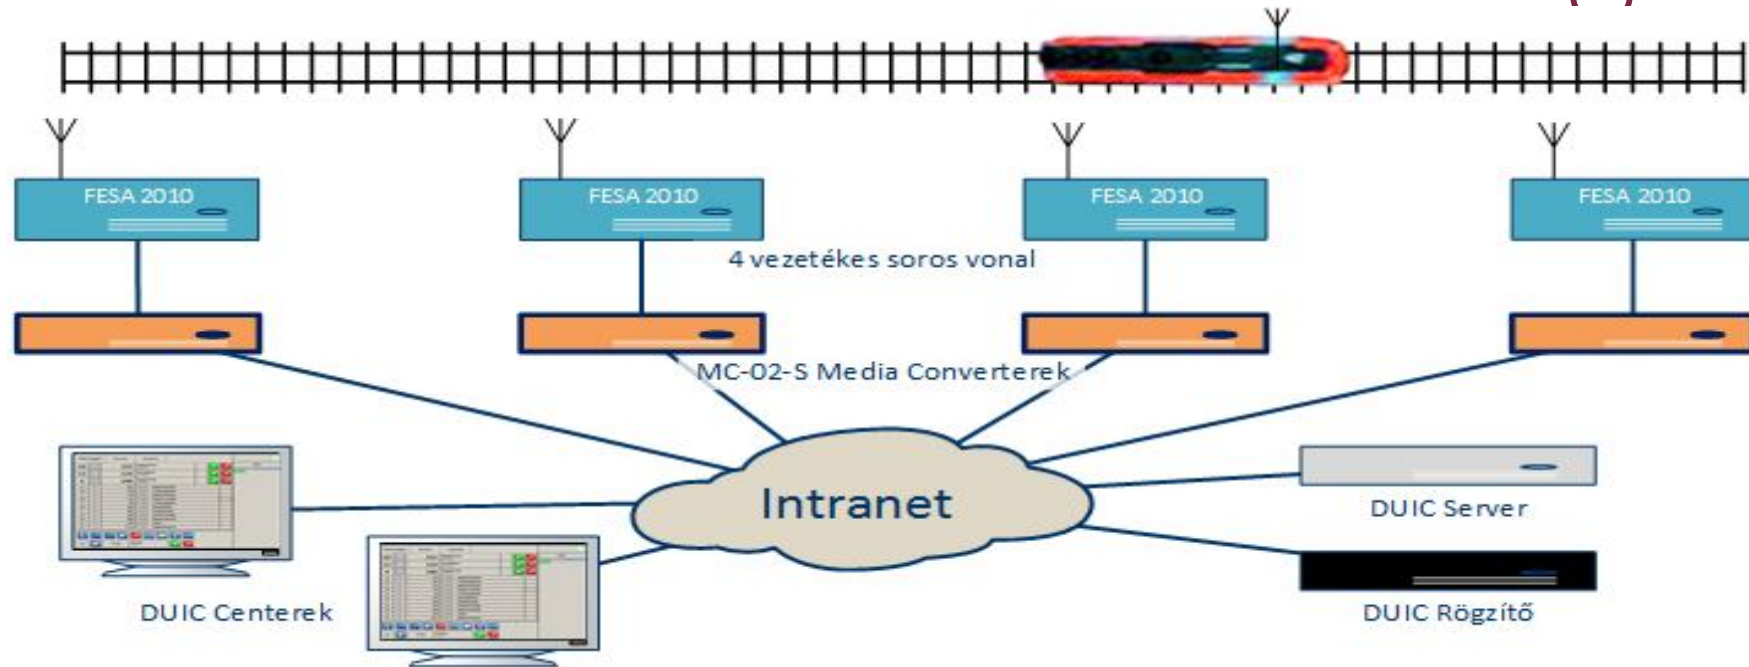 FESA 2010
FESA 2010
FESA 2010
FESA 2010
4 vezetékes soros vonal
MC-02-S Media Converterek
Intranet
DUIC Server
DUIC Centerek
DUIC Rögzítő